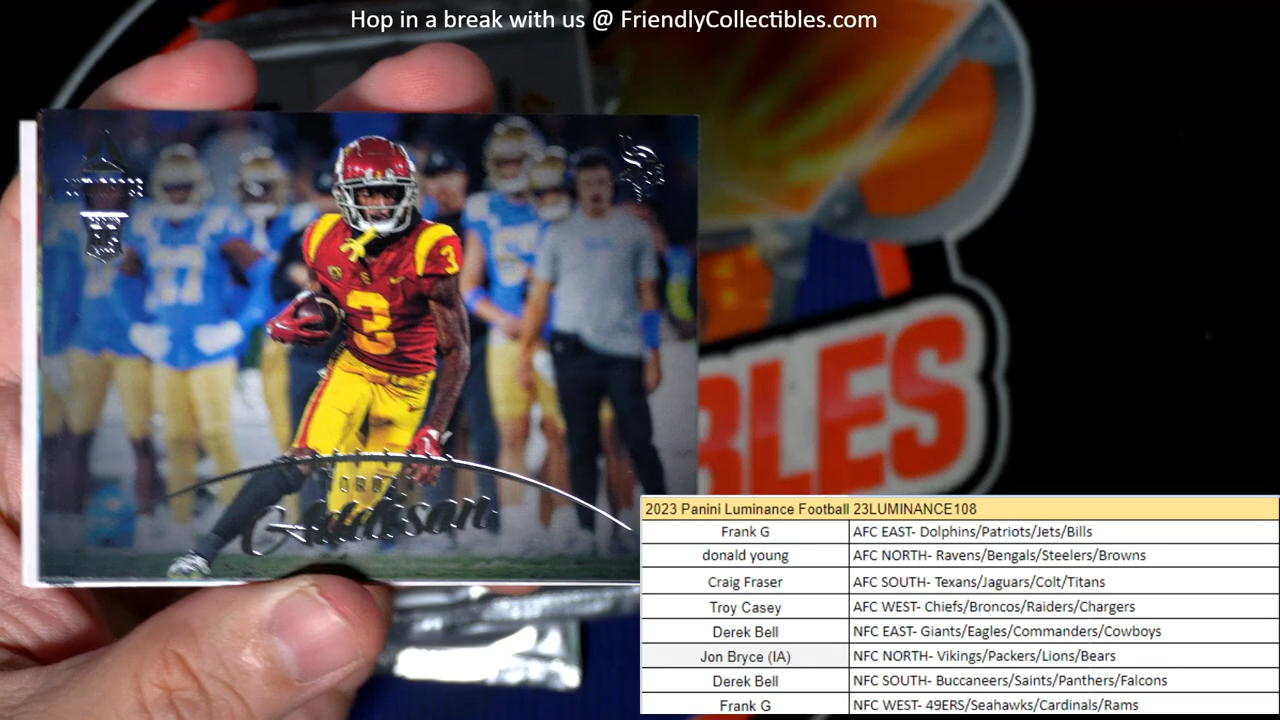 Hop in a break with us @ FriendlyCollectibles.com
3
3
JORDAN
Addison
BLES
2023 Panini Luminance Football 23LUMINANCE108
Frank G AFC EAST- Dolphins/Patriots/Jets/Bills
donald young AFC NORTH- Ravens/Bengals/Steelers/Browns
Craig Fraser AFC SOUTH- Texans/Jaguars/Colt/Titans
Troy Casey AFC WEST- Chiefs/Broncos/Raiders/Chargers
Derek Bell NFC EAST- Giants/Eagles/Commanders/Cowboys
Jon Bryce (IA) NFC NORTH- Vikings/Packers/Lions/Bears
Derek Bell NFC SOUTH- Buccaneers/Saints/Panthers/Falcons
Frank G NFC WEST- 49ERS/Seahawks/Cardinals/Rams